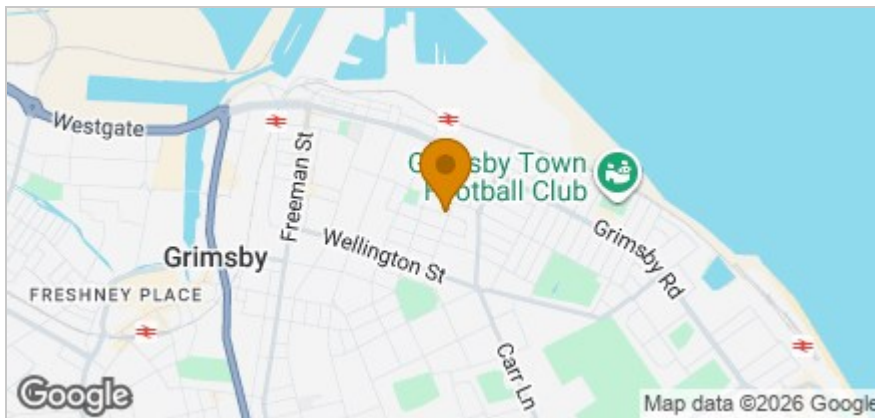 Westgate
Freeman St
Grimsby Town
Football Club
Grimsby
Wellington St
Grimsby Rd
FRESHNEY PLACE
Carr Ln
Google
Map data ©2026 Google